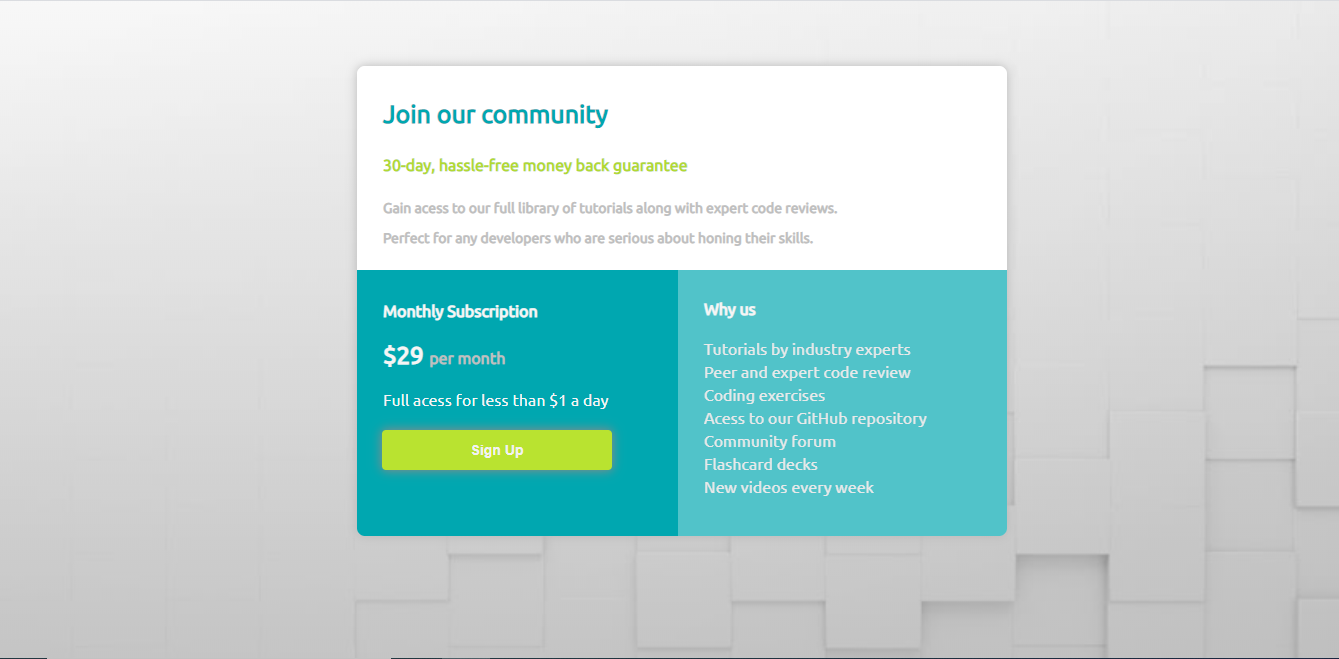 Join our community
30-day, hassle-free money back guarantee
Gain acess to our full library of tutorials along with expert code reviews.
Perfect for any developers who are serious about honing their skills.
Monthly Subscription
$29 per month
Full acess for less than $1 a day
Sign Up
Why us
Tutorials by industry experts
Peer and expert code review
Coding exercises
Acess to our GitHub repository
Community forum
Flashcard decks
New videos every week